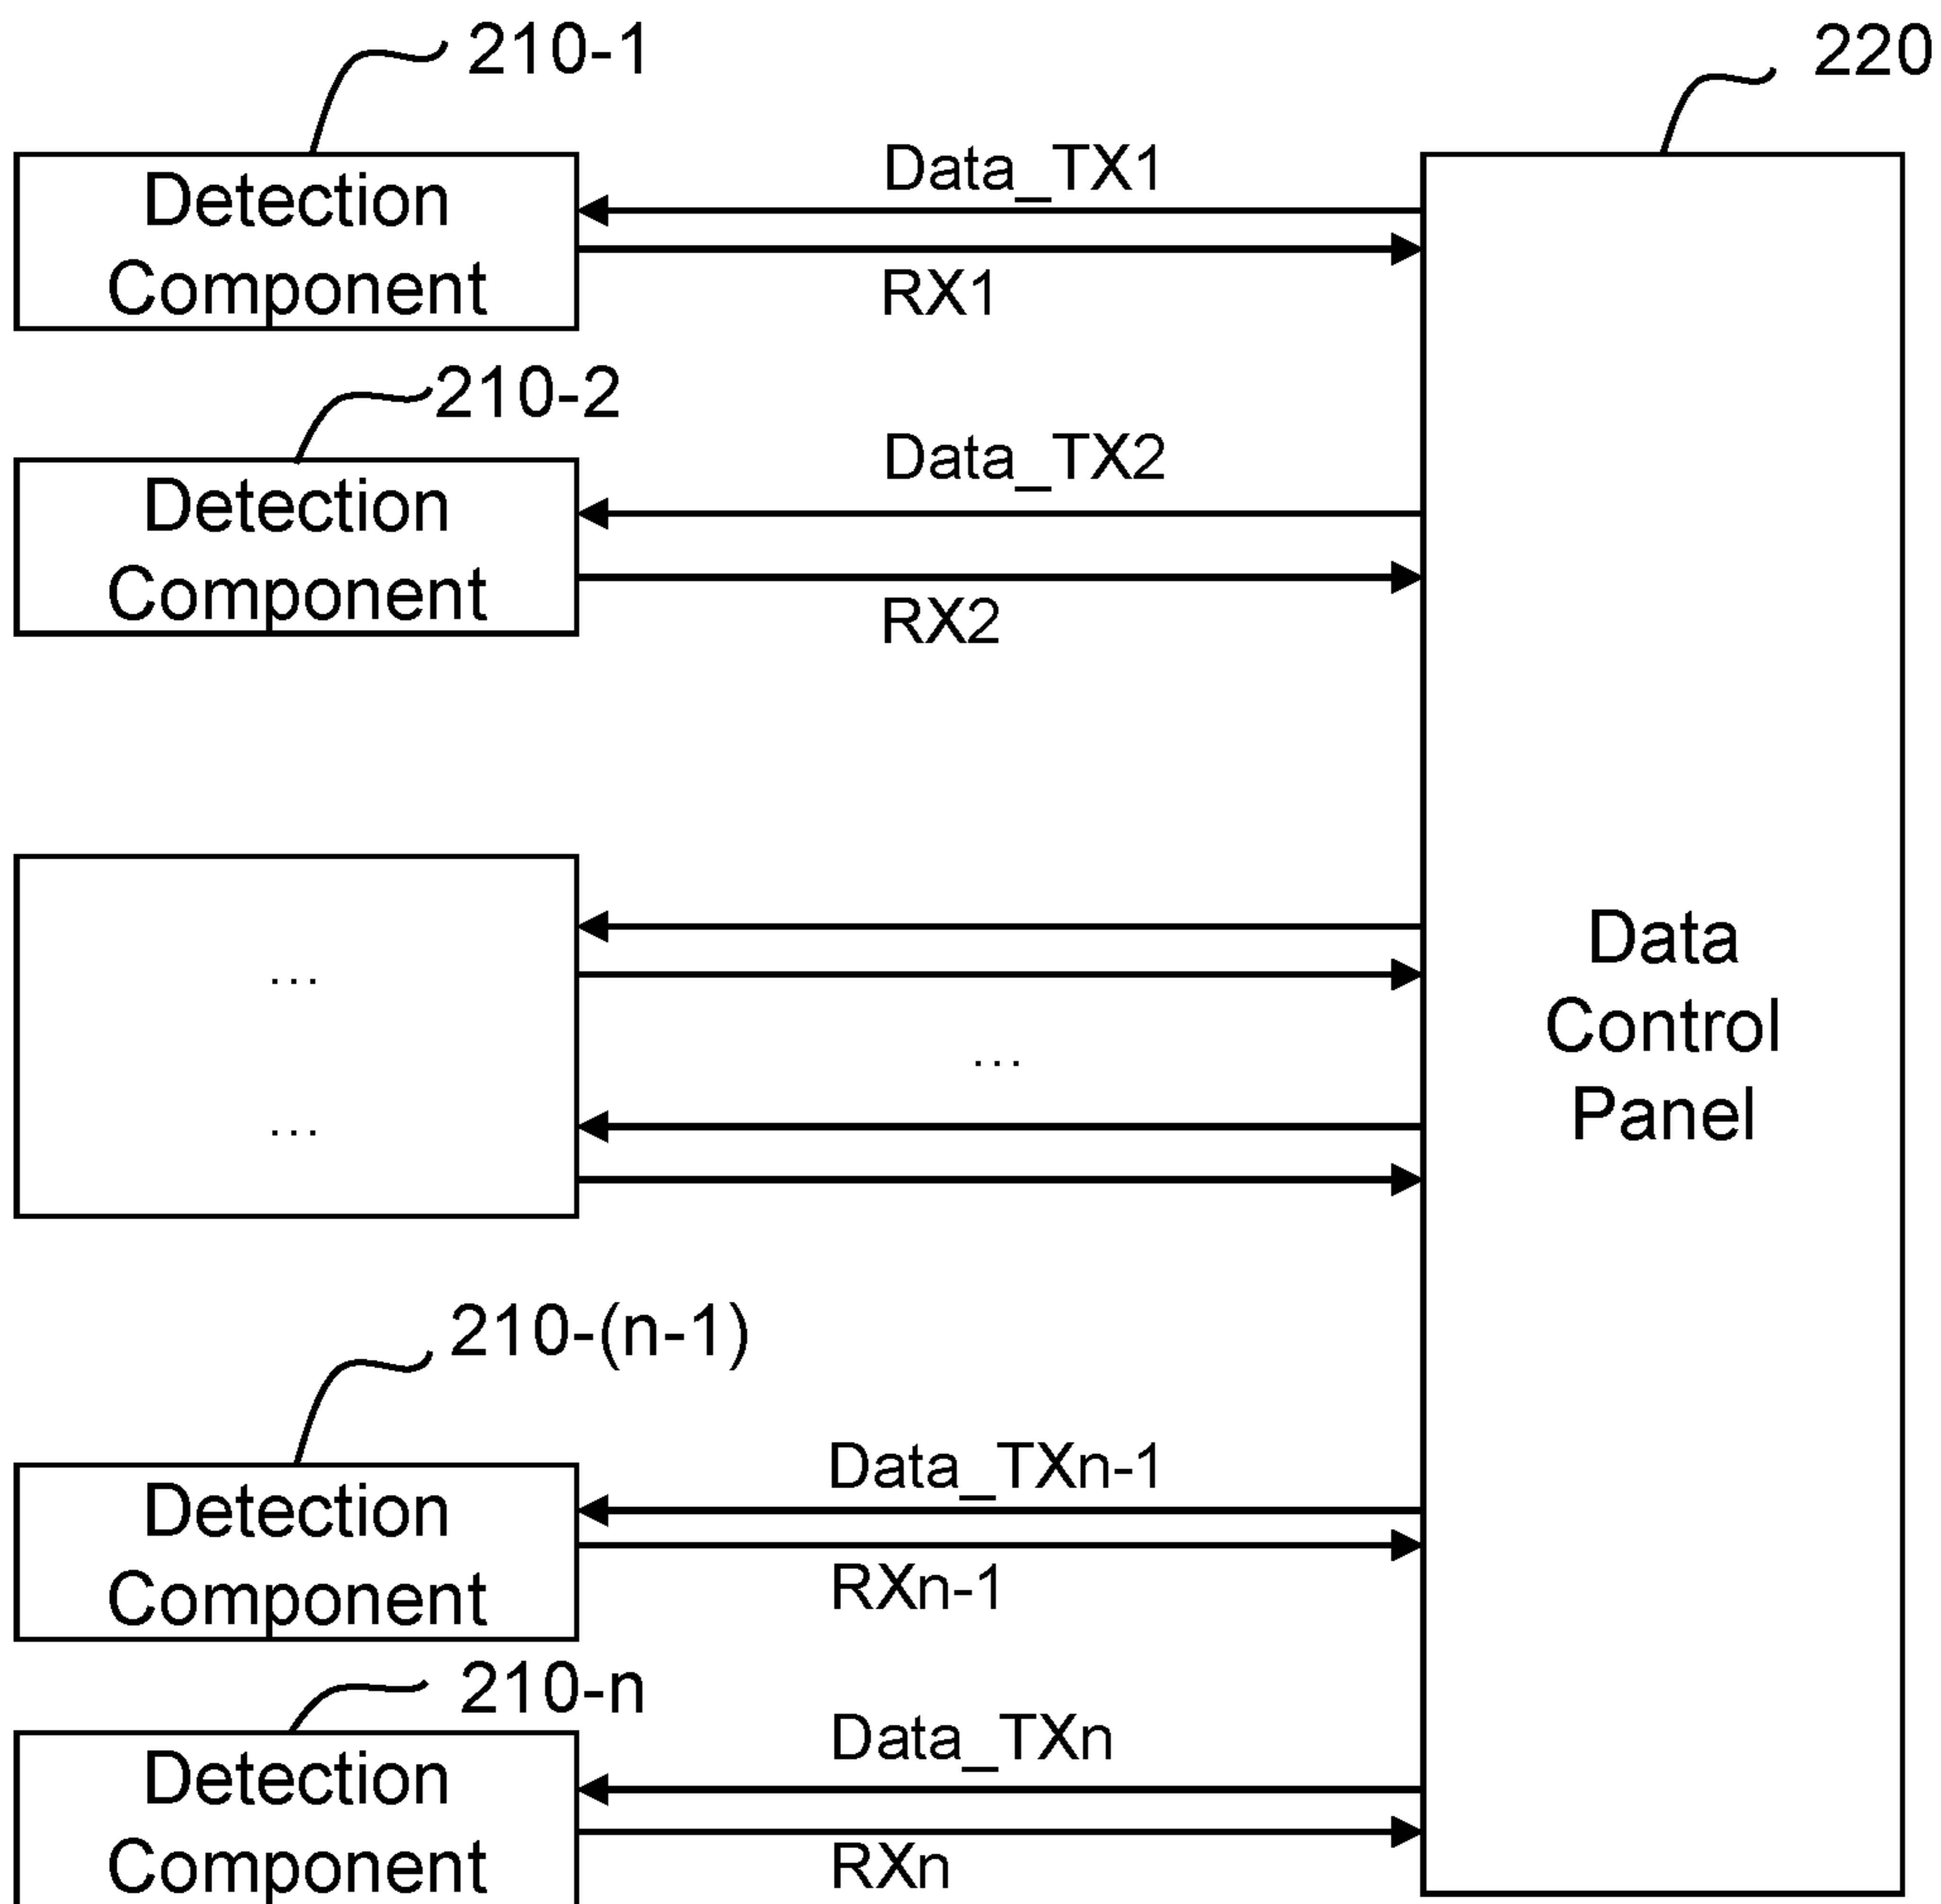 210-1
220
Detection
Component
Data_TX1
RX1
210-2
Detection
Component
Data_TX2
RX2
...
...
...
Data
Control
Panel
210-(n-1)
Detection
Component
Data_TXn-1
RXn-1
210-n
Detection
Component
Data_TXn
RXn